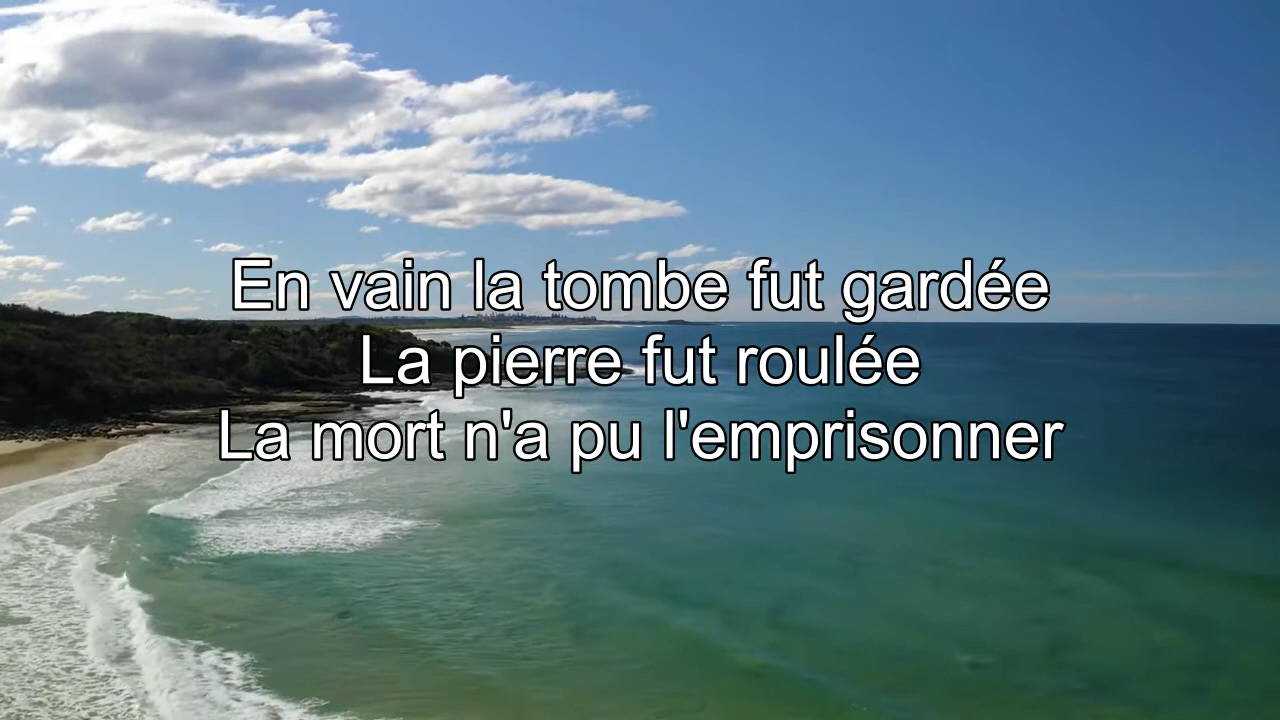 En vain la tombe fut gardée
La pierre fut roulée
La mort n'a pu l'emprisonner